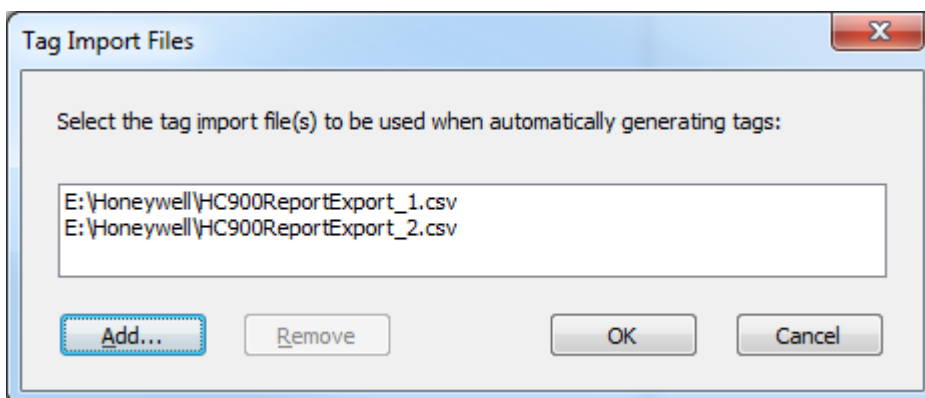 Tag Import Files
Select the tag import file(s) to be used when automatically generating tags:
E:\Honeywell\HC900ReportExport_1.csv
E:\Honeywell\HC900ReportExport_2.csv
Add... Remove OK Cancel